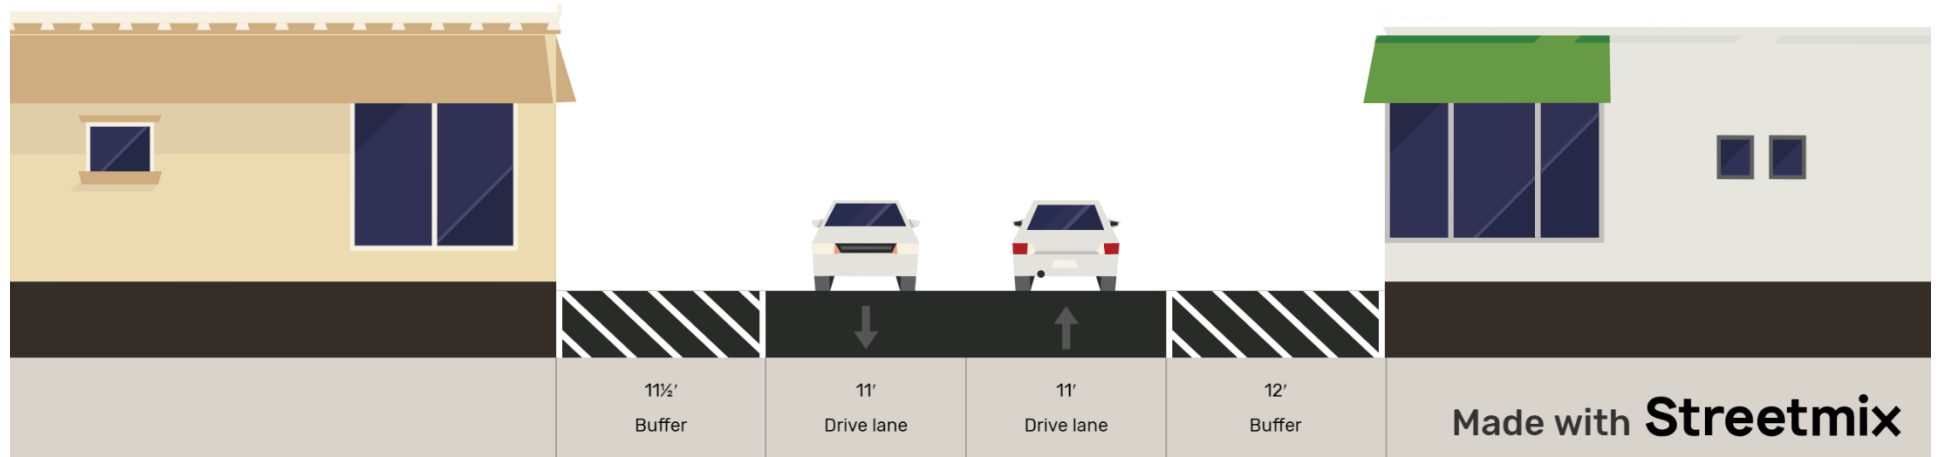 11½′
Buffer
11′
Drive lane
11′
Drive lane
12′
Buffer
Made with Streetmix